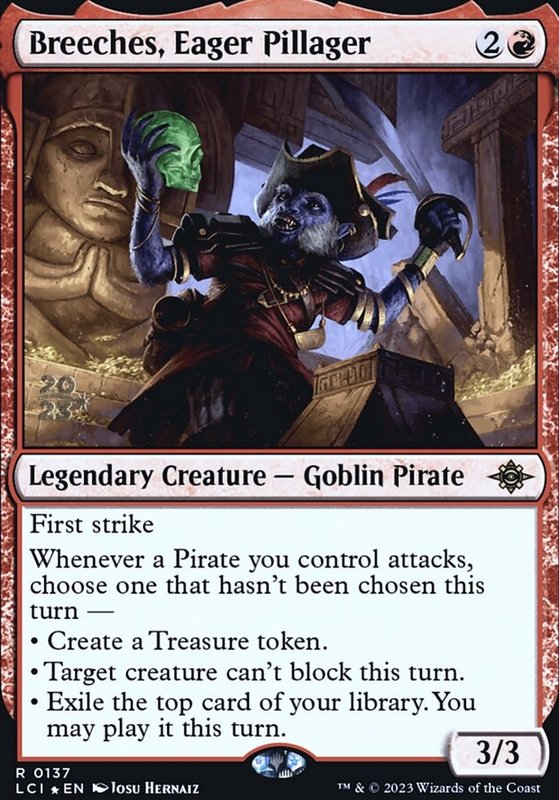 Breeches, Eager Pillager 2
20
23
Legendary Creature — Goblin Pirate
First strike
Whenever a Pirate you control attacks,
choose one that hasn't been chosen this
turn —
• Create a Treasure token.
• Target creature can't block this turn.
• Exile the top card of your library. You
may play it this turn.
3/3
R 0137
LCI ★ EN Josu Hernaiz
™ & © 2023 Wizards of the Coast